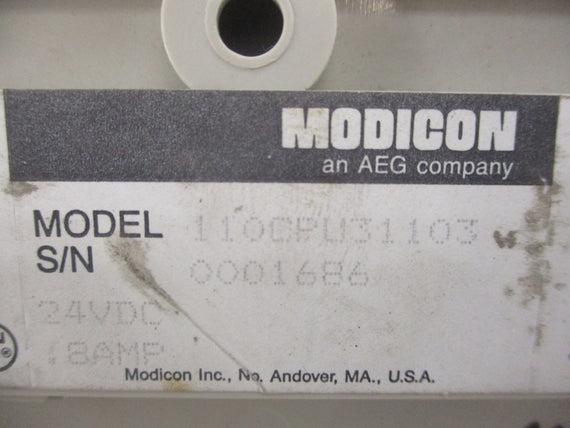 MODICON
an AEG company
MODEL 110CPU31103
S/N 0001686
24VDC
.8AMP
Modicon Inc., No. Andover, MA., U.S.A.
®